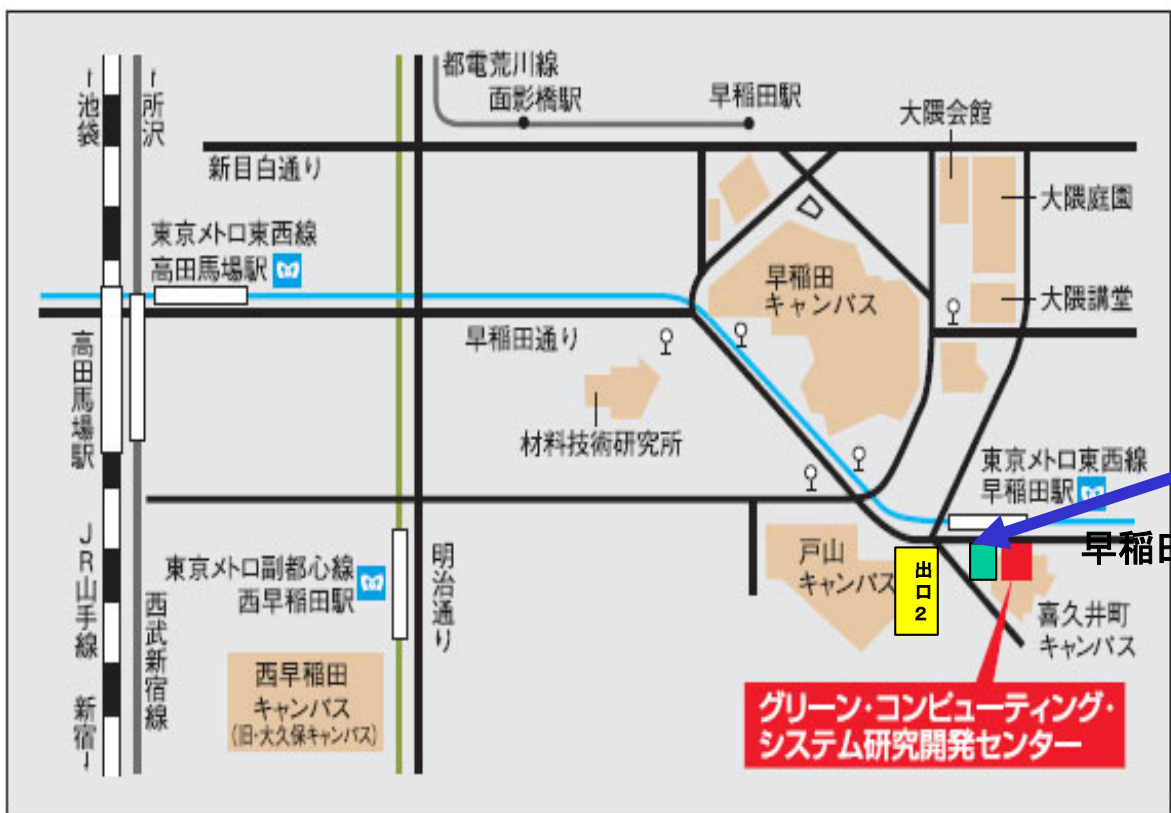 都電荒川線
面影橋駅
早稲田駅
大隈会館
↑池袋
↑所沢
新目白通り
大隈庭園
東京メトロ東西線
高田馬場駅
早稲田
キャンパス
大隈講堂
早稲田通り
高田馬場駅
材料技術研究所
東京メトロ東西線
早稲田駅
早稲田
戸山
キャンパス
出口2
東京メトロ副都心線
西早稲田駅
明治通り
JR山手線
新宿↓
西武新宿線
喜久井町
キャンパス
西早稲田
キャンパス
(旧・大久保キャンパス)
グリーン・コンピューティング・
システム研究開発センター